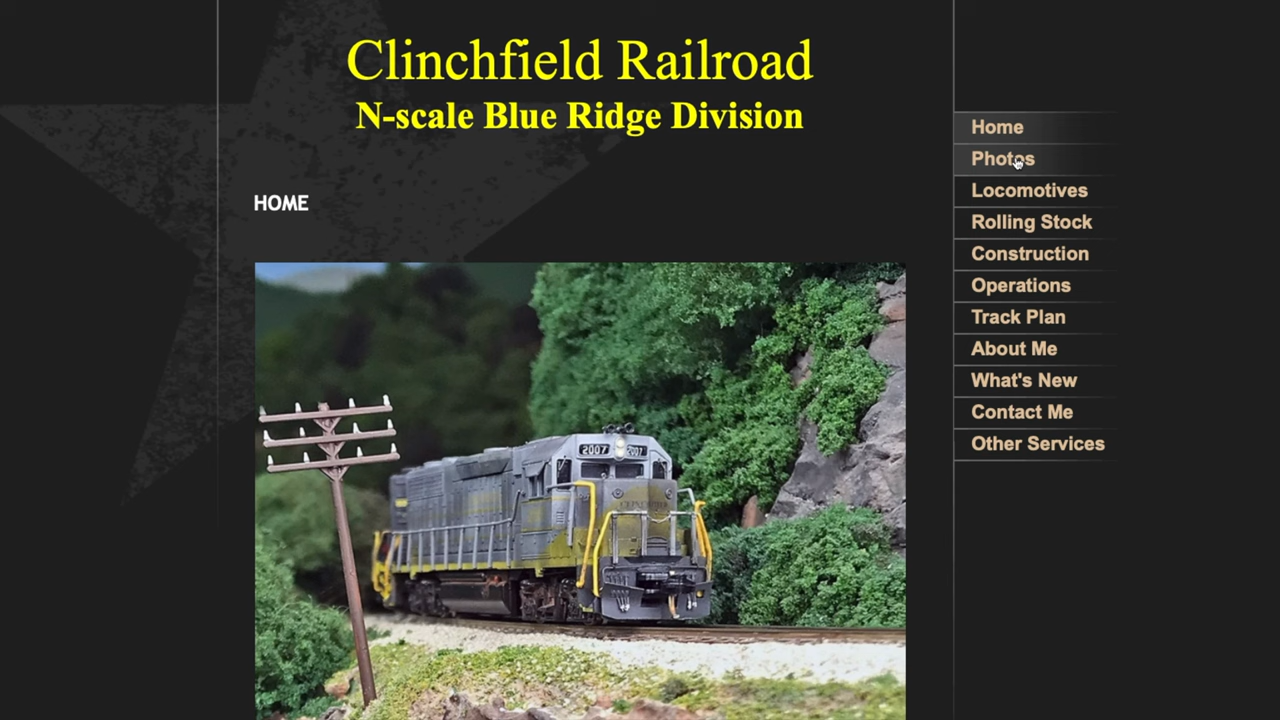 Clinchfield Railroad
N-scale Blue Ridge Division
HOME
Home
Photos
Locomotives
Rolling Stock
Construction
Operations
Track Plan
About Me
What's New
Contact Me
Other Services
2007
2007